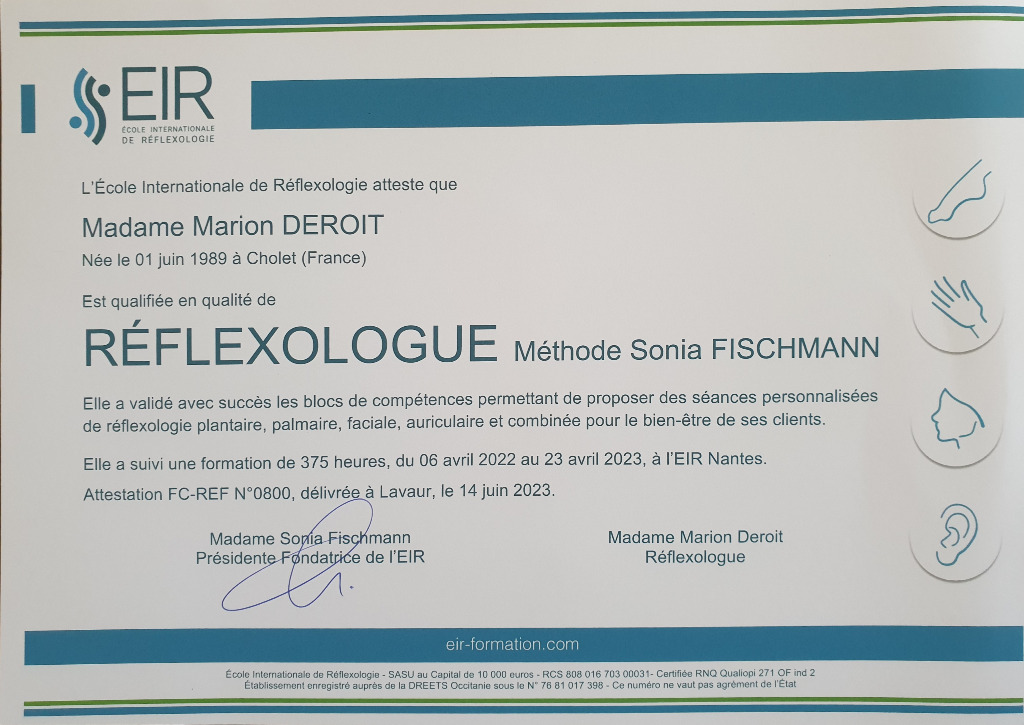 EIR
ÉCOLE INTERNATIONALE
DE RÉFLEXOLOGIE
L'École Internationale de Réflexologie atteste que
Madame Marion DEROIT
Née le 01 juin 1989 à Cholet (France)
Est qualifiée en qualité de
RÉFLEXOLOGUE Méthode Sonia FISCHMANN
Elle a validé avec succès les blocs de compétences permettant de proposer des séances personnalisées
de réflexologie plantaire, palmaire, faciale, auriculaire et combinée pour le bien-être de ses clients.
Elle a suivi une formation de 375 heures, du 06 avril 2022 au 23 avril 2023, à l'EIR Nantes.
Attestation FC-REF N°0800, délivrée à Lavaur, le 14 juin 2023.
Madame Sonia Fischmann
Présidente Fondatrice de l'EIR
Madame Marion Deroit
Réflexologue
eir-formation.com
École Internationale de Réflexologie - SASU au Capital de 10 000 euros - RCS 808 016 703 00031- Certifiée RNQ Qualiopi 271 OF ind 2
Établissement enregistré auprès de la DREETS Occitanie sous le N° 76 81 017 398 - Ce numéro ne vaut pas agrément de l'État